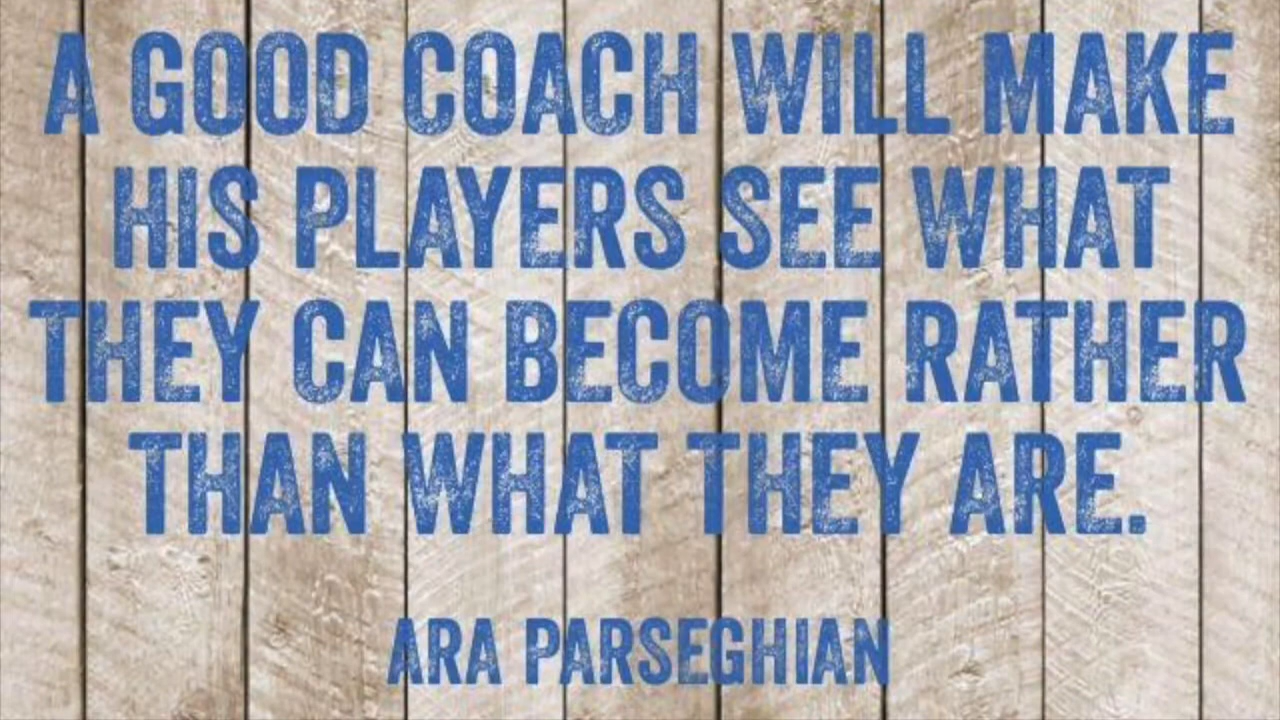 A GOOD COACH WILL MAKE
HIS PLAYERS SEE WHAT
THEY CAN BECOME RATHER
THAN WHAT THEY ARE.
ARA PARSEGHIAN